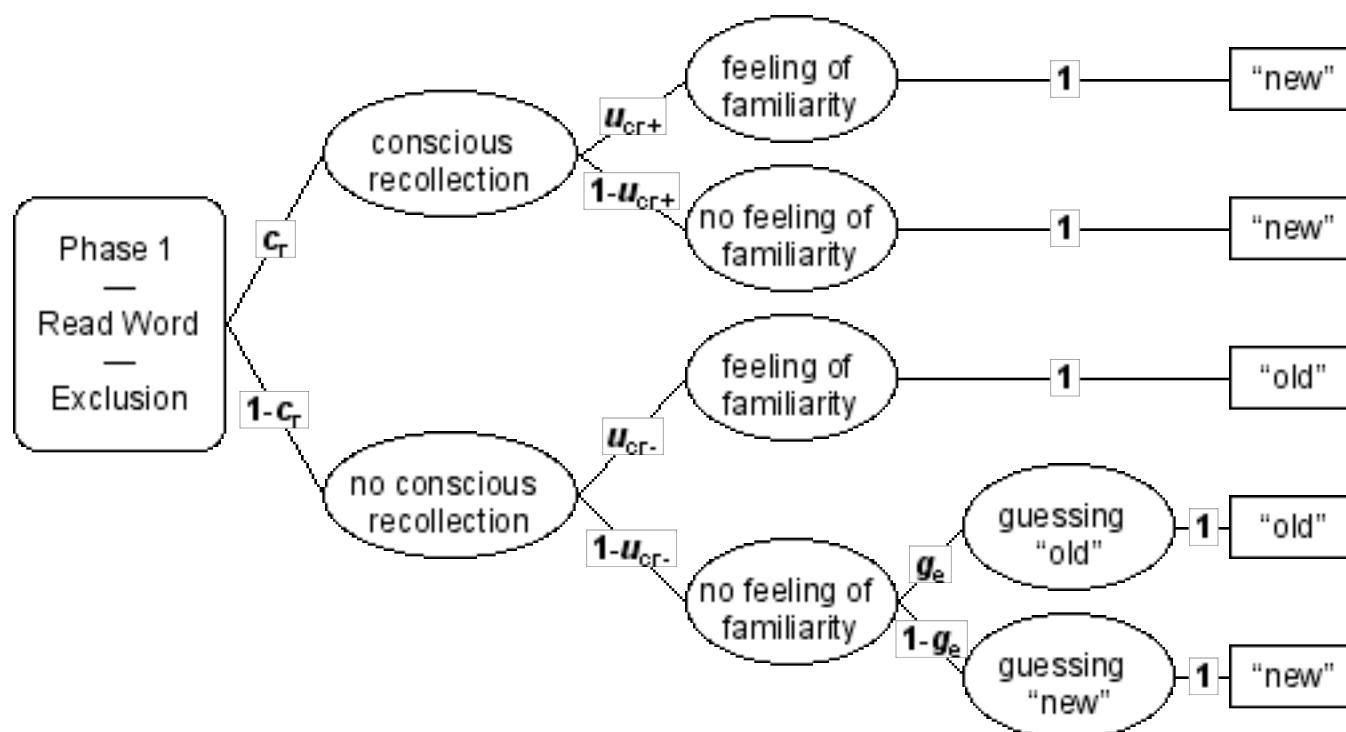 Phase 1
—
Read Word
—
Exclusion
c_r
1-c_r
conscious
recollection
no conscious
recollection
u_cr+
1-u_cr+
u_cr-
1-u_cr-
feeling of
familiarity
no feeling of
familiarity
feeling of
familiarity
no feeling of
familiarity
g_e
1-g_e
guessing
“old”
guessing
“new”
1
“new”
1
“new”
1
“old”
1
“old”
1
“new”